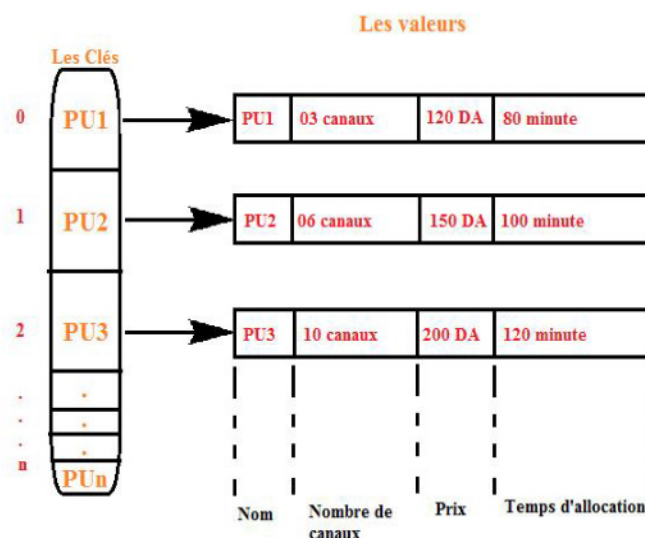 Les valeurs
Les Clés
0 PU1 PU1 03 canaux 120 DA 80 minute
1 PU2 PU2 06 canaux 150 DA 100 minute
2 PU3 PU3 10 canaux 200 DA 120 minute
. .
. .
. .
n PUn
Nom Nombre de canaux Prix Temps d'allocation